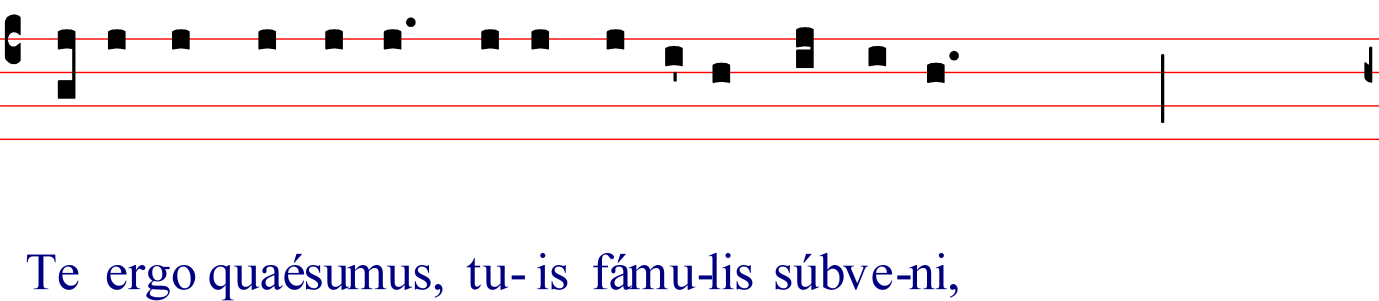 Te ergo quaésumus, tu- is fámu-lis súbve-ni,